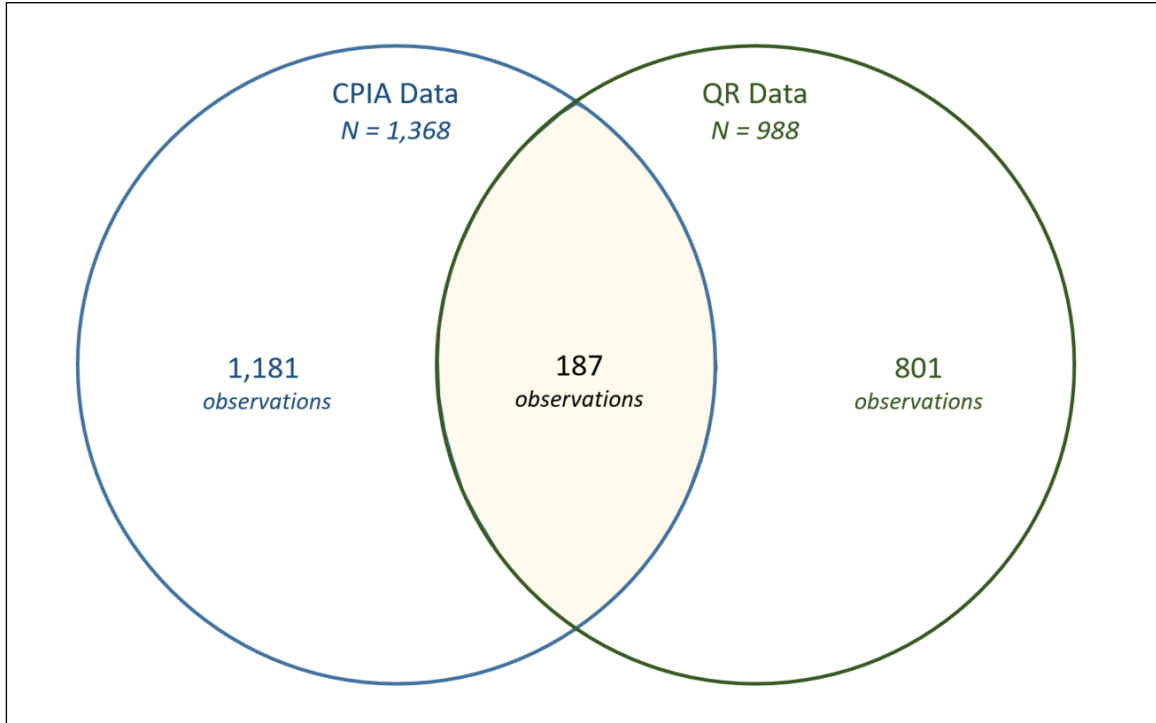 CPIA Data
N = 1,368
QR Data
N = 988
1,181
observations
187
observations
801
observations